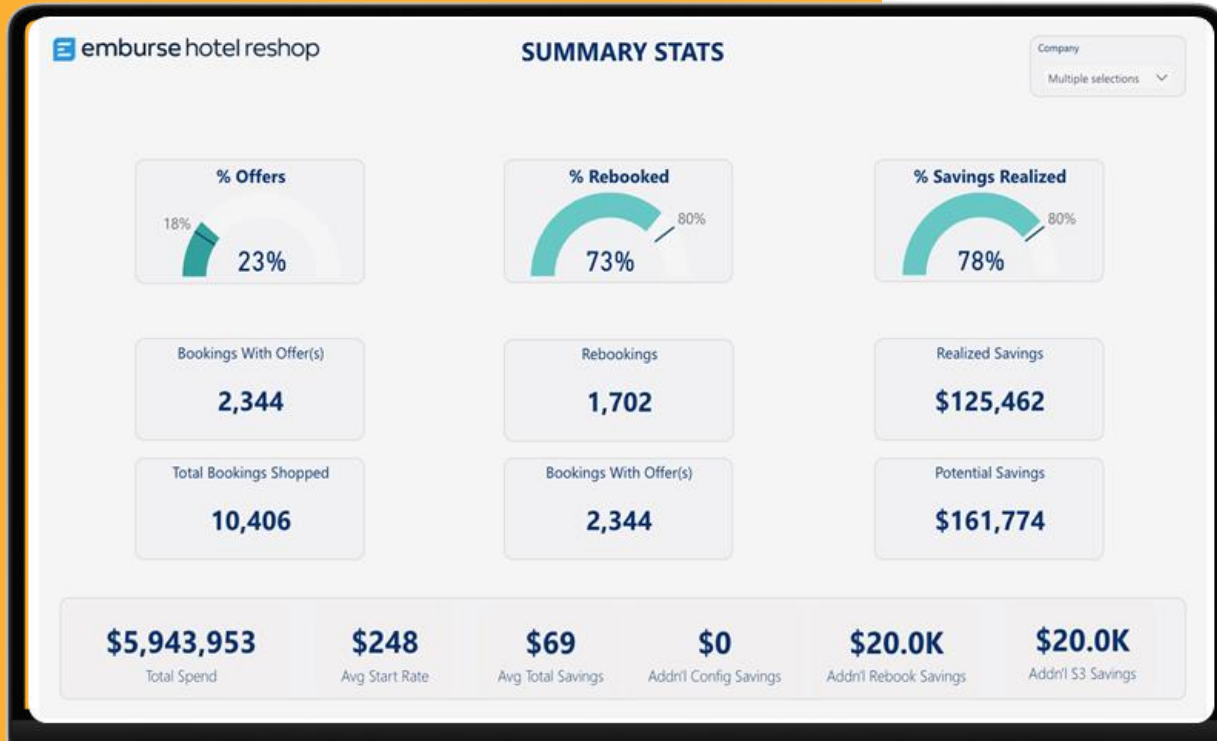 emburse hotel reshop
SUMMARY STATS
Company
Multiple selections
% Offers
18%
23%
% Rebooked
80%
73%
% Savings Realized
80%
78%
Bookings With Offer(s)
2,344
Rebookings
1,702
Realized Savings
$125,462
Total Bookings Shopped
10,406
Bookings With Offer(s)
2,344
Potential Savings
$161,774
$5,943,953
Total Spend
$248
Avg Start Rate
$69
Avg Total Savings
$0
Addn'l Config Savings
$20.0K
Addn'l Rebook Savings
$20.0K
Addn'l S3 Savings